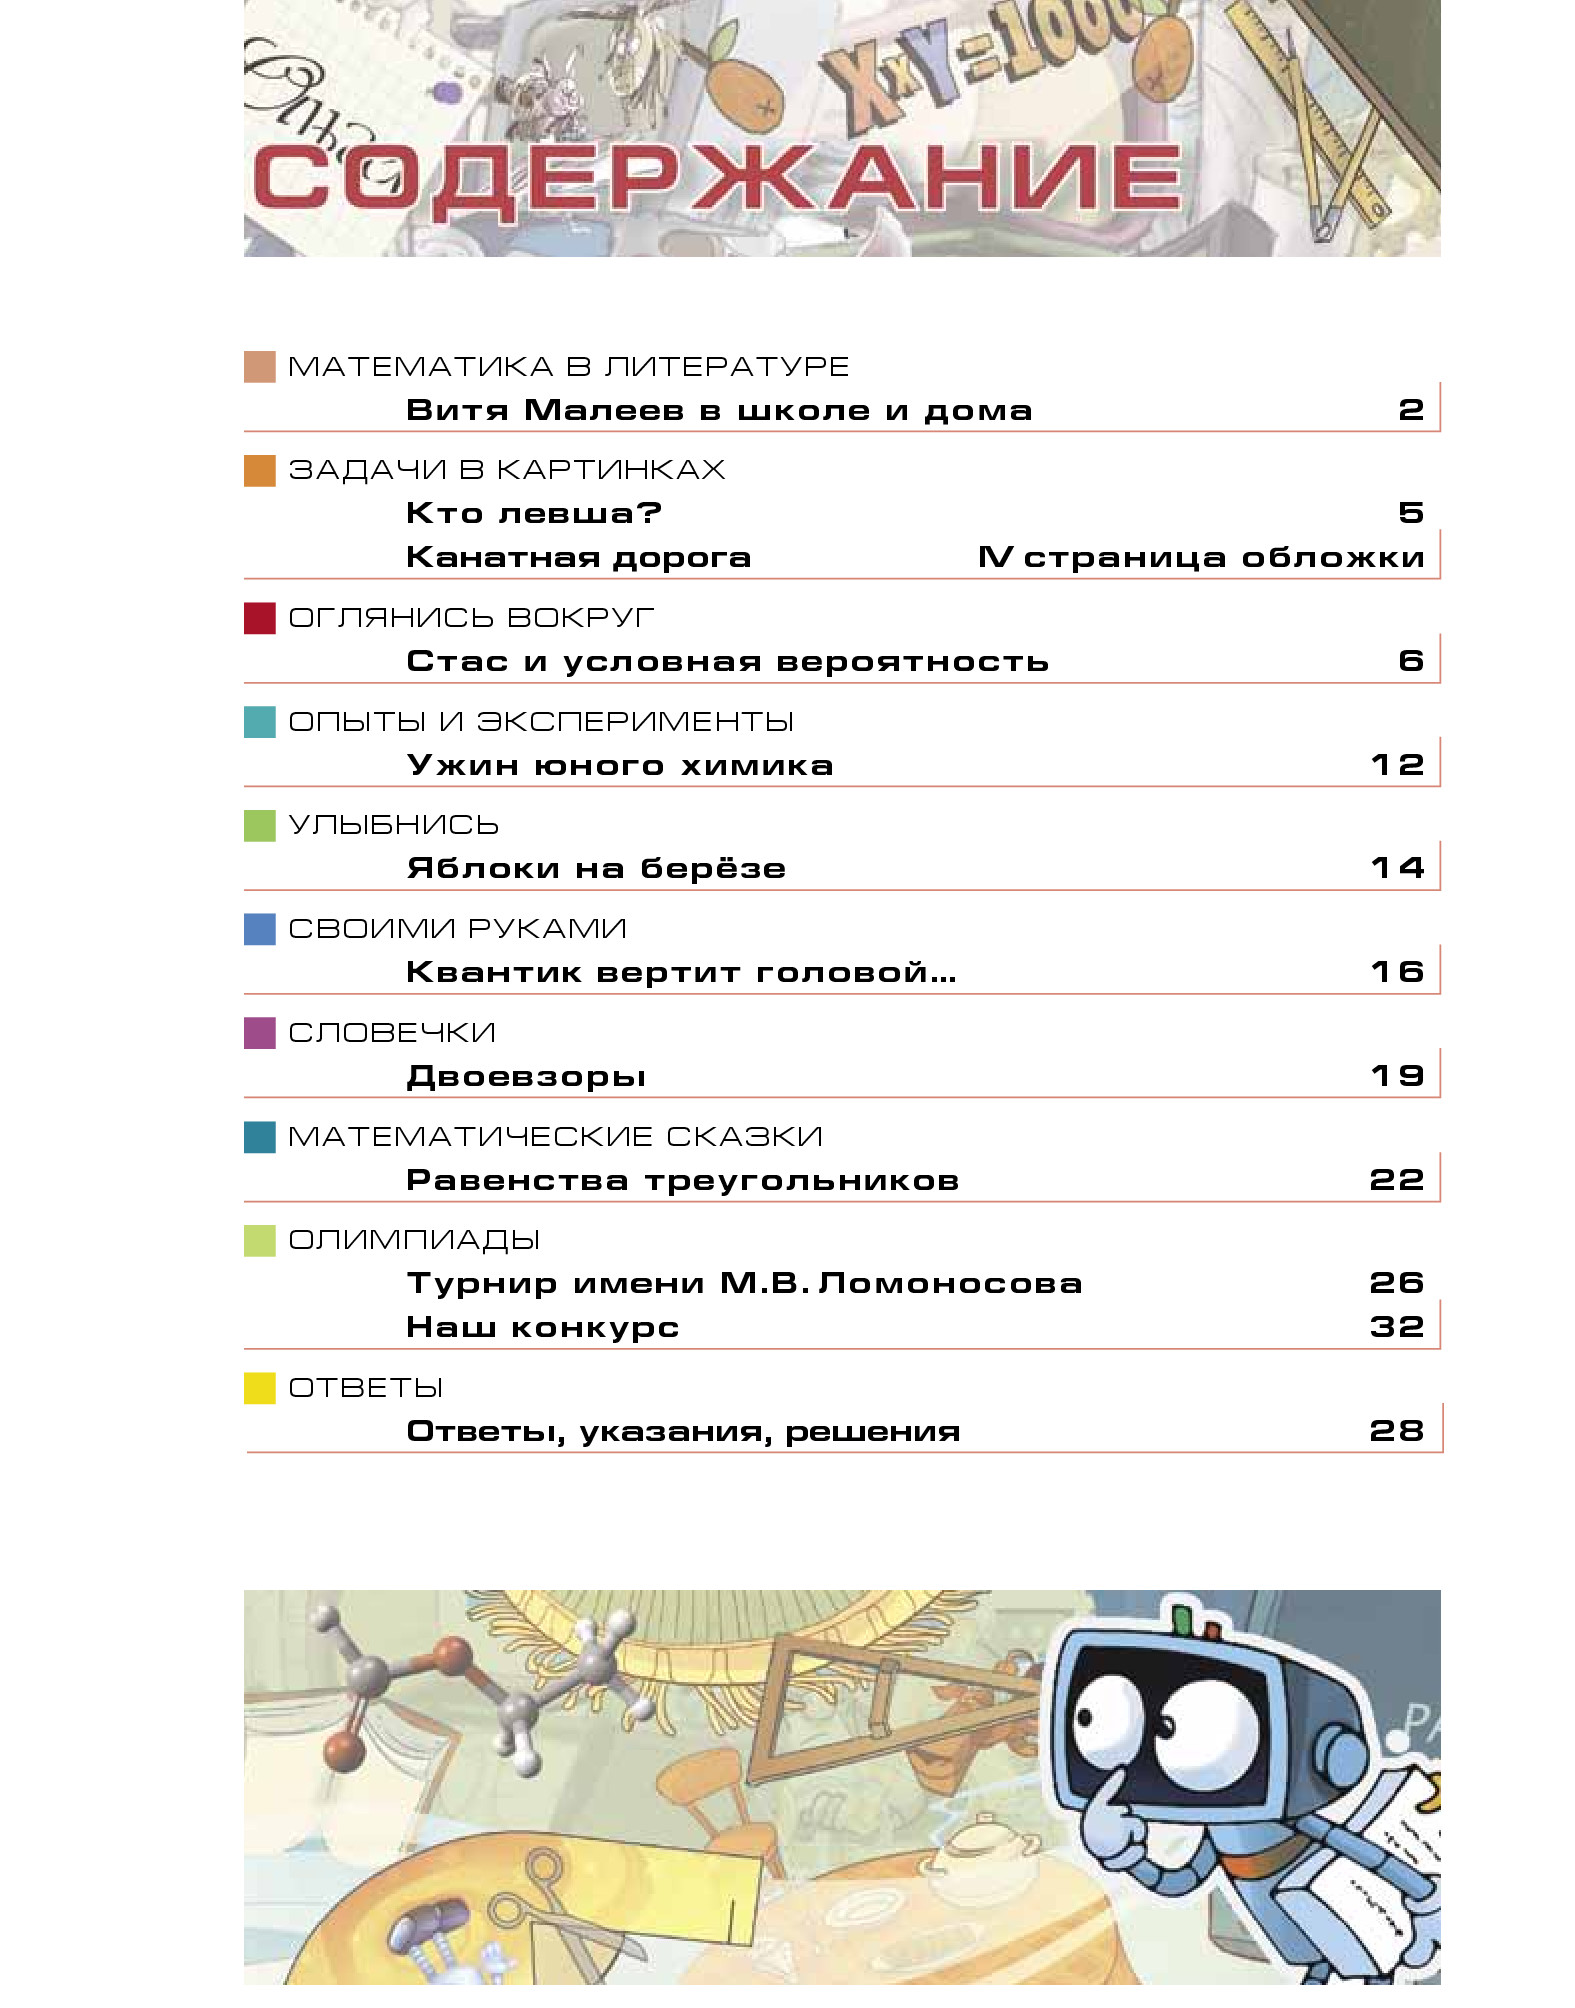 X x Y = 1000
СОДЕРЖАНИЕ
МАТЕМАТИКА В ЛИТЕРАТУРЕ
Витя Малеев в школе и дома 2
ЗАДАЧИ В КАРТИНКАХ
Кто левша? 5
Канатная дорога IV страница обложки
ОГЛЯНИСЬ ВОКРУГ
Стас и условная вероятность 6
ОПЫТЫ И ЭКСПЕРИМЕНТЫ
Ужин юного химика 12
УЛЫБНИСЬ
Яблоки на берёзе 14
СВОИМИ РУКАМИ
Квантик вертит головой... 16
СЛОВЕЧКИ
Двоевзоры 19
МАТЕМАТИЧЕСКИЕ СКАЗКИ
Равенства треугольников 22
ОЛИМПИАДЫ
Турнир имени М.В. Ломоносова 26
Наш конкурс 32
ОТВЕТЫ
Ответы, указания, решения 28